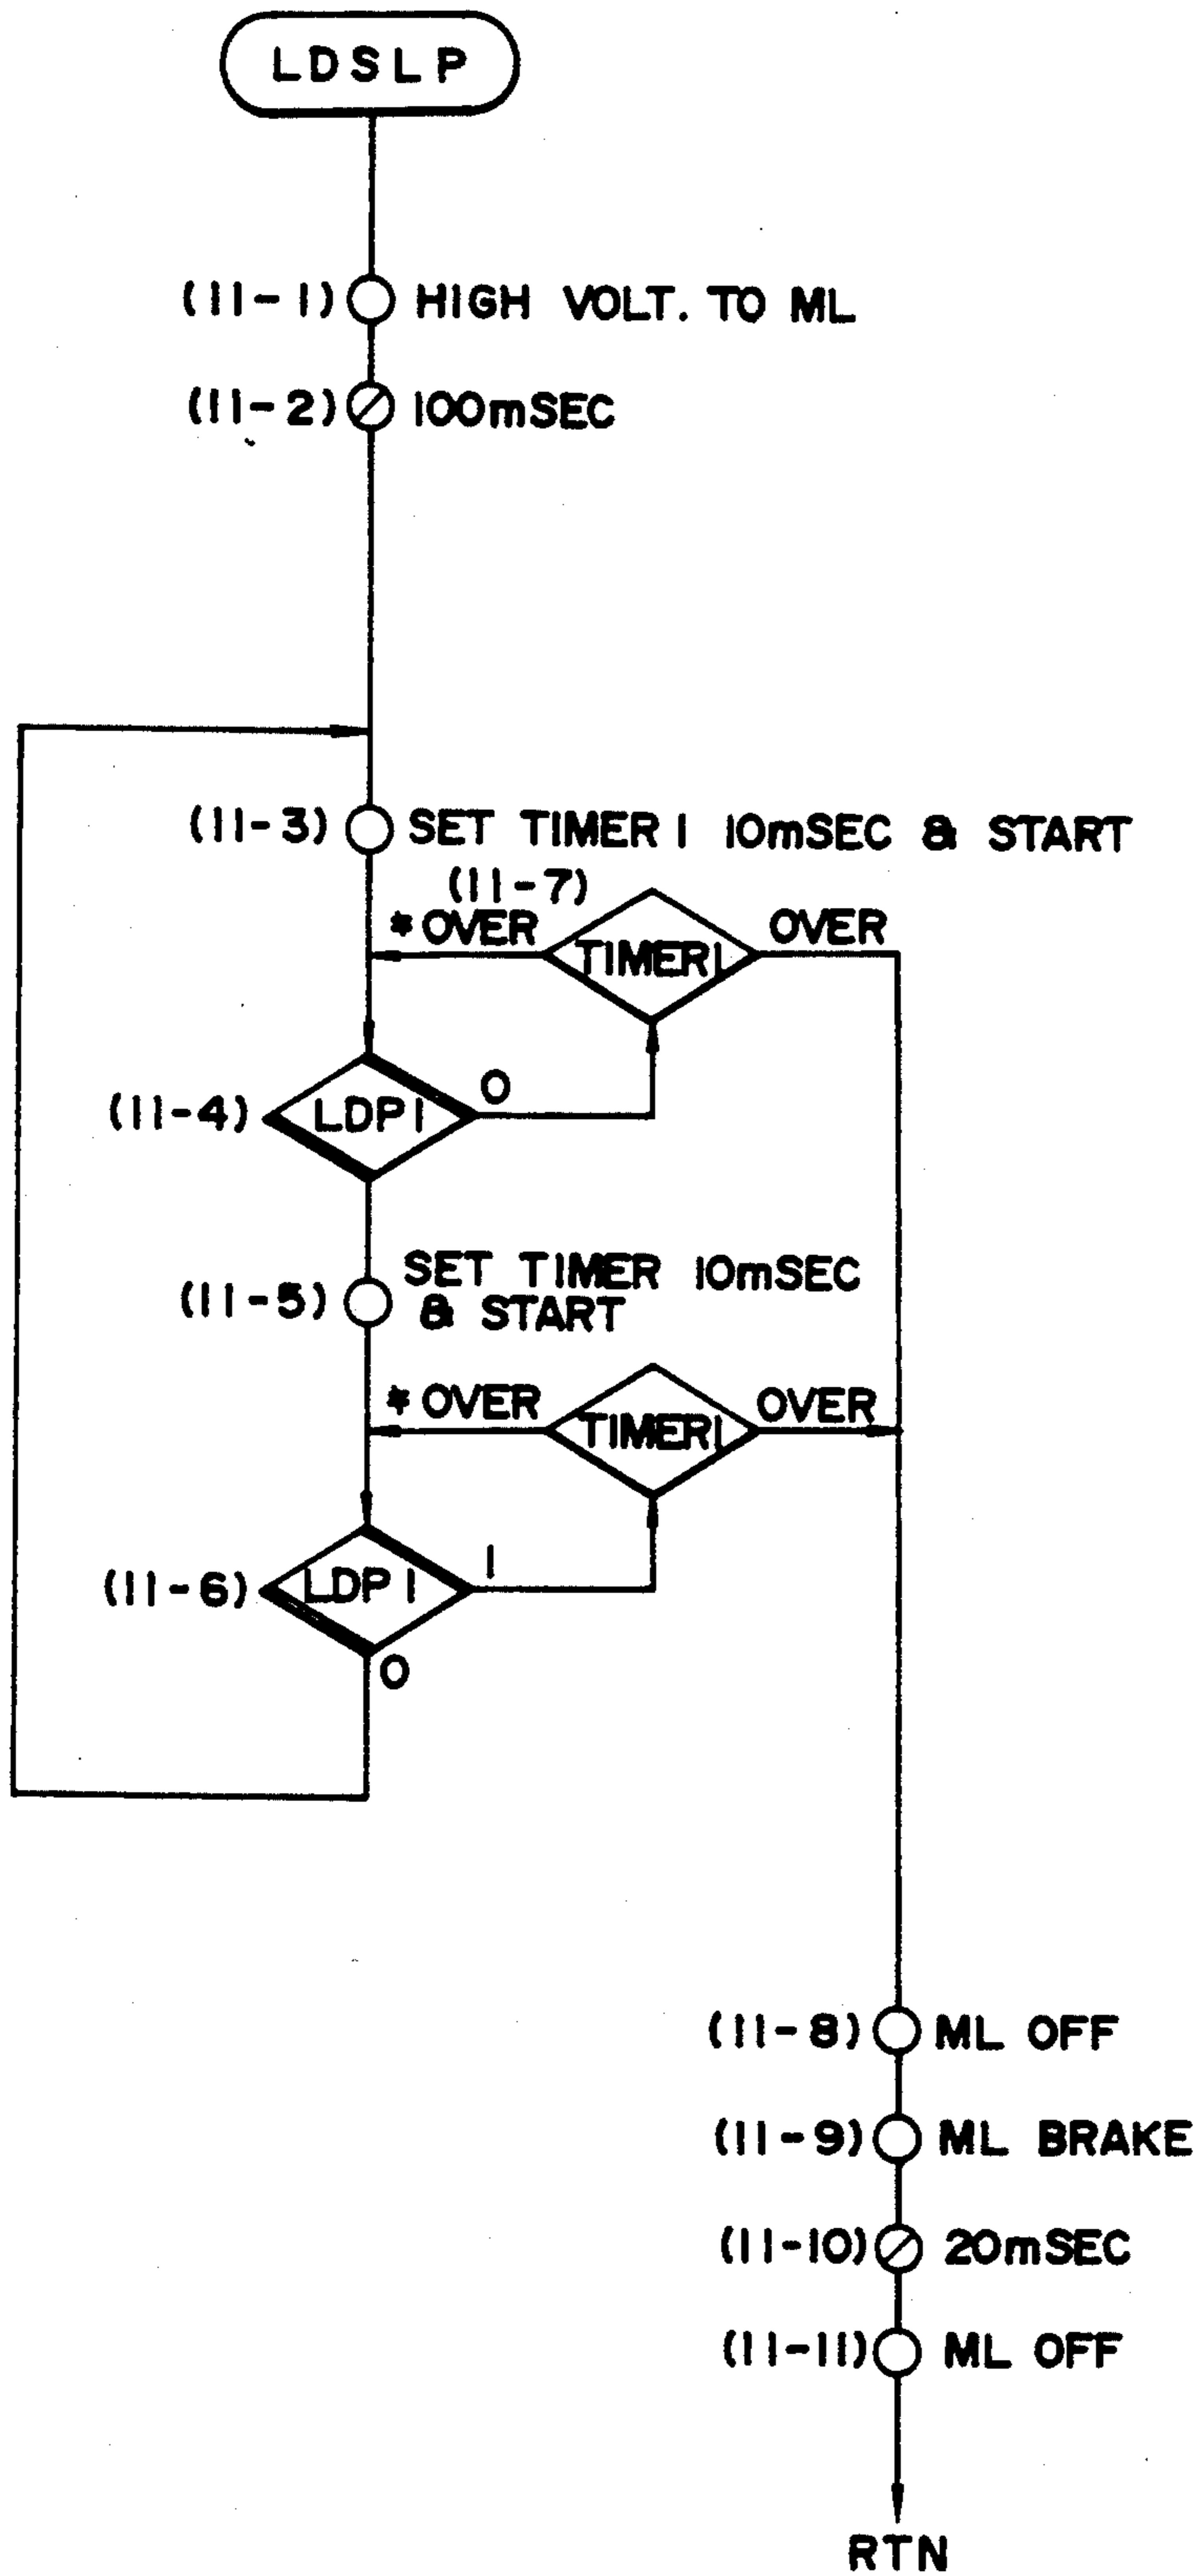 LDSLP
(11-1) HIGH VOLT. TO ML
(11-2) 100mSEC
(11-3) SET TIMER 1 10mSEC & START
(11-7)
*OVER TIMER1 OVER
(11-4) LDP1 0
(11-5) SET TIMER 10mSEC
& START
*OVER TIMER1 OVER
(11-6) LDP1 1
0
(11-8) ML OFF
(11-9) ML BRAKE
(11-10) 20mSEC
(11-11) ML OFF
RTN